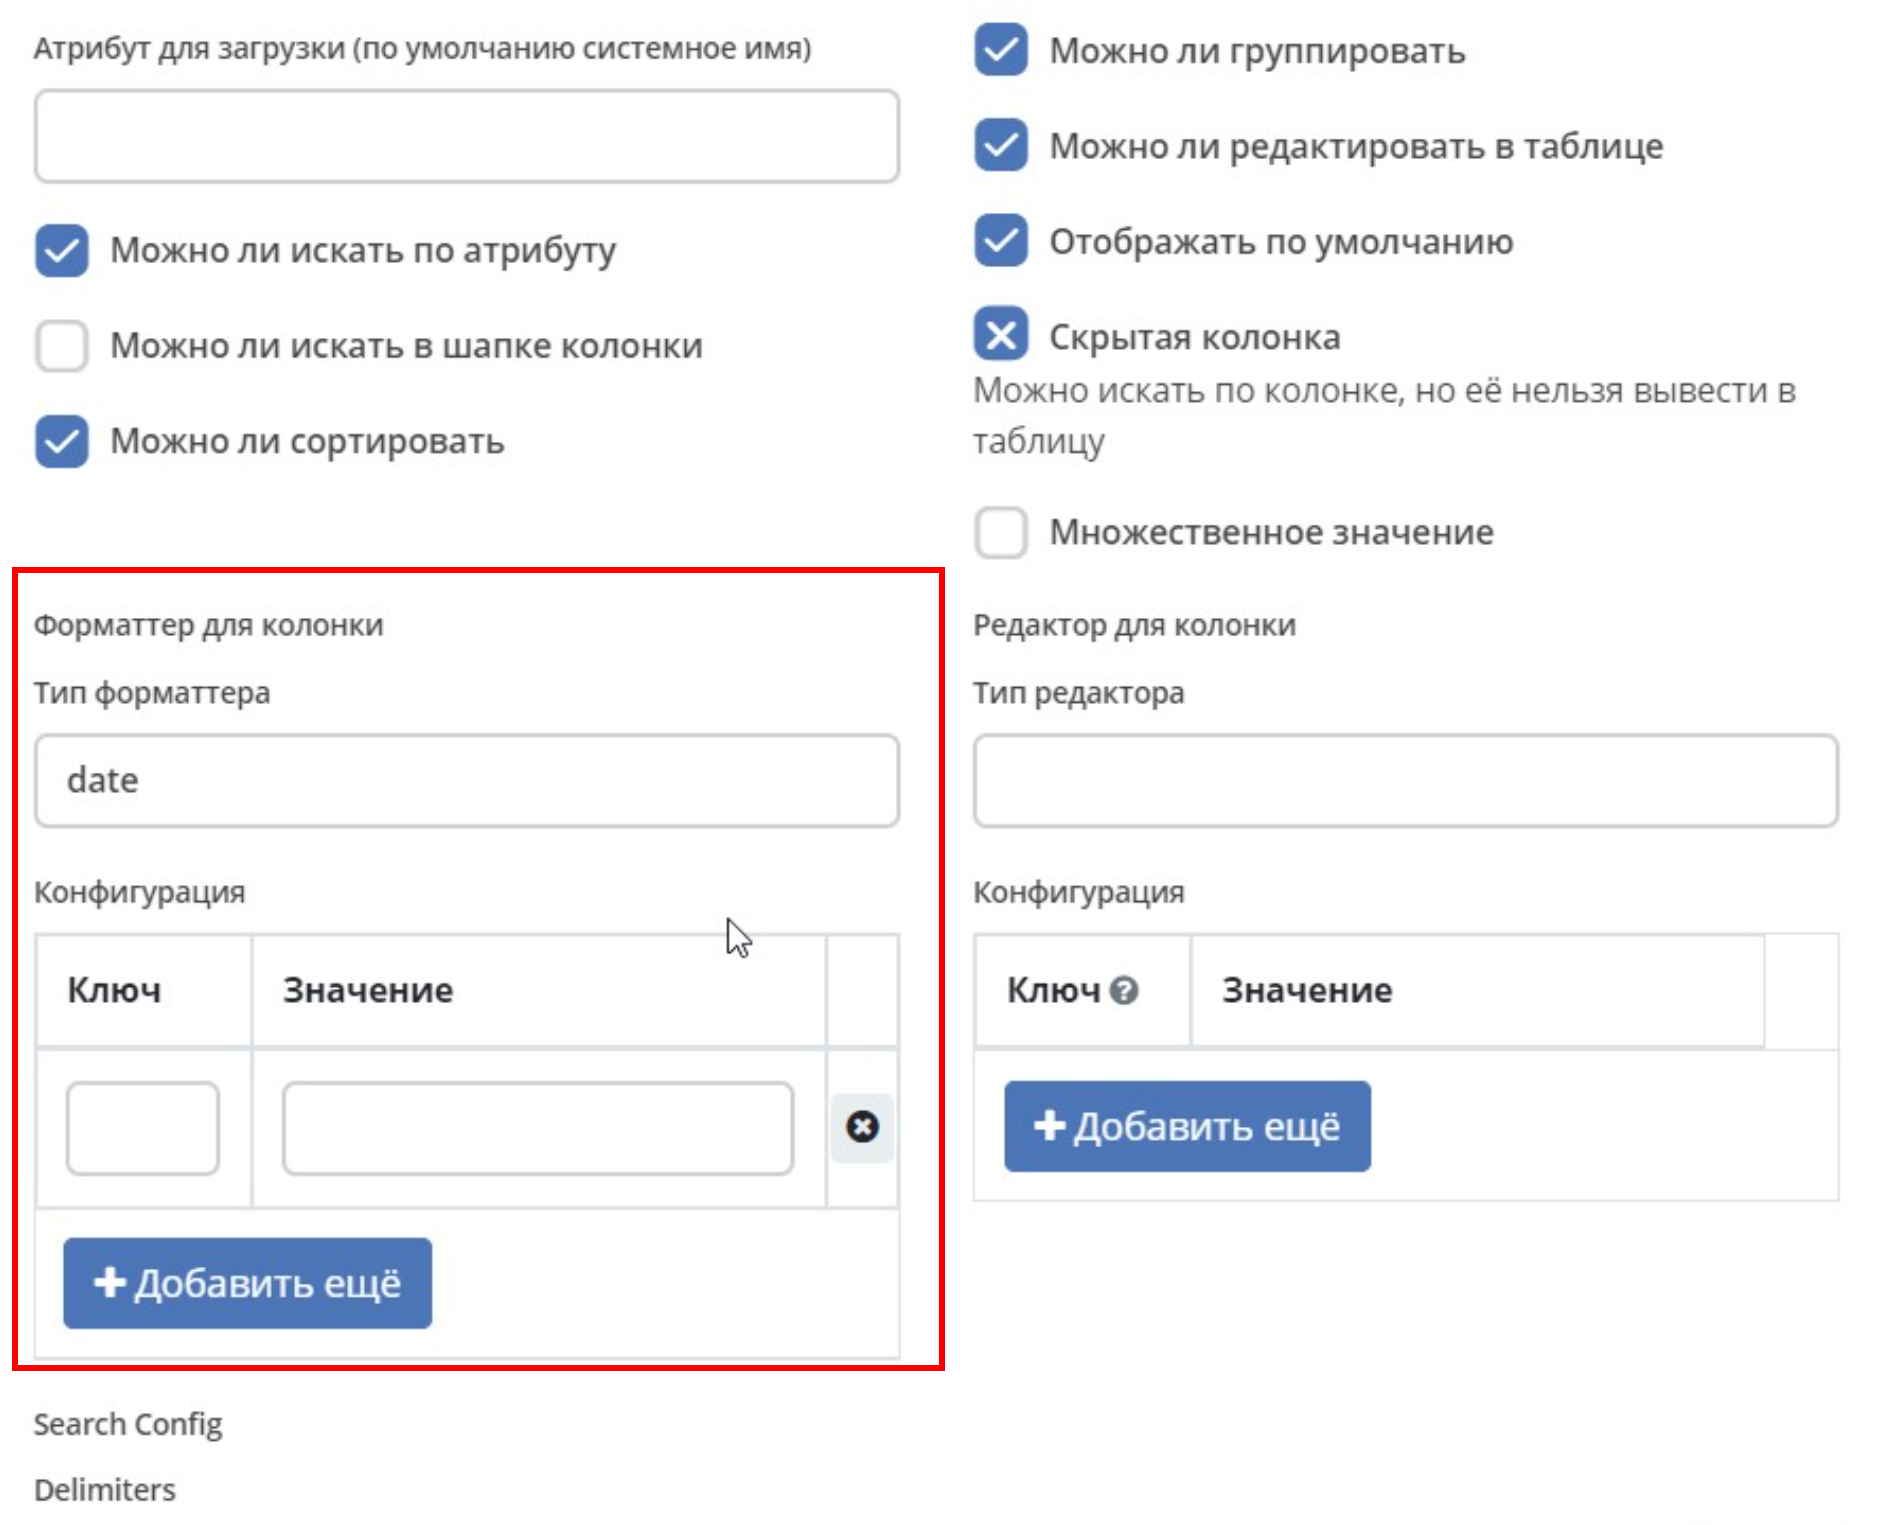 Атрибут для загрузки (по умолчанию системное имя)
Можно ли искать по атрибуту
Можно ли искать в шапке колонки
Можно ли сортировать
Можно ли группировать
Можно ли редактировать в таблице
Отображать по умолчанию
Скрытая колонка
Можно искать по колонке, но её нельзя вывести в
таблицу
Множественное значение
Форматтер для колонки
Тип форматтера
date
Конфигурация
Ключ Значение
Добавить ещё
Редактор для колонки
Тип редактора
Конфигурация
Ключ Значение
Добавить ещё
Search Config
Delimiters